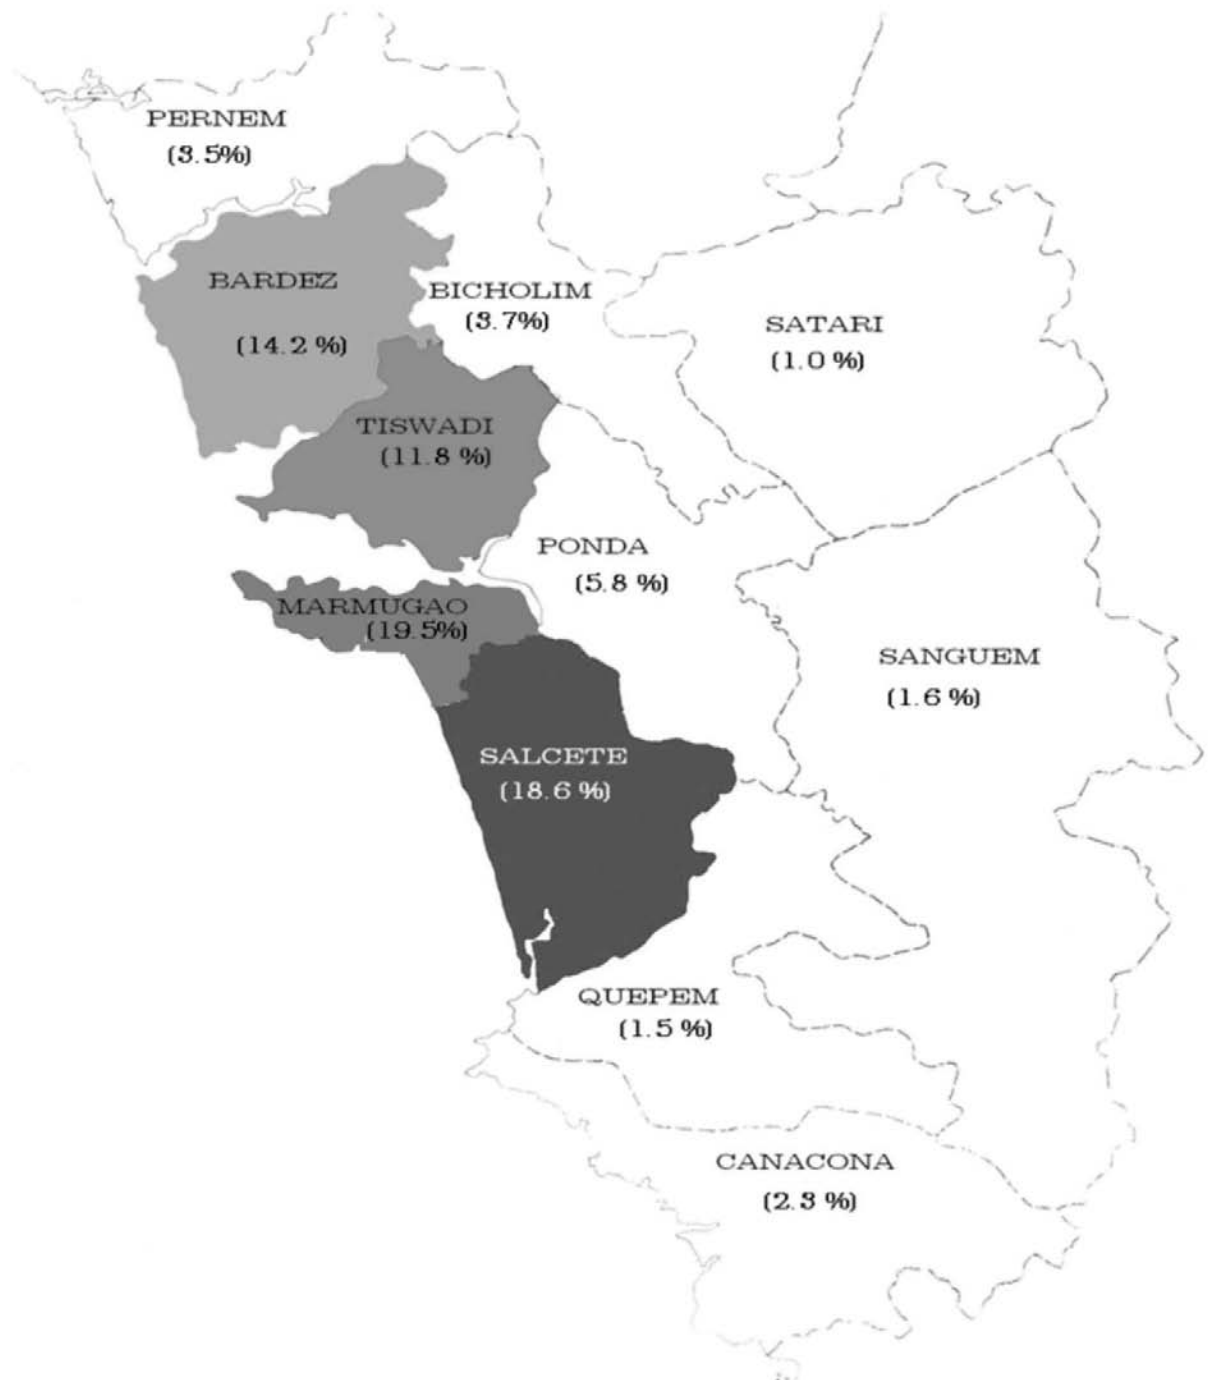 PERNEM
(3.5%)
BARDEZ
(14.2 %)
BICHOLIM
(3.7%)
SATARI
(1.0 %)
TISWADI
(11.8 %)
PONDA
(5.8 %)
MARMUGAO
(19.5%)
SANGUEM
(1.6 %)
SALCETE
(18.6 %)
QUEPEM
(1.5 %)
CANACONA
(2.3 %)